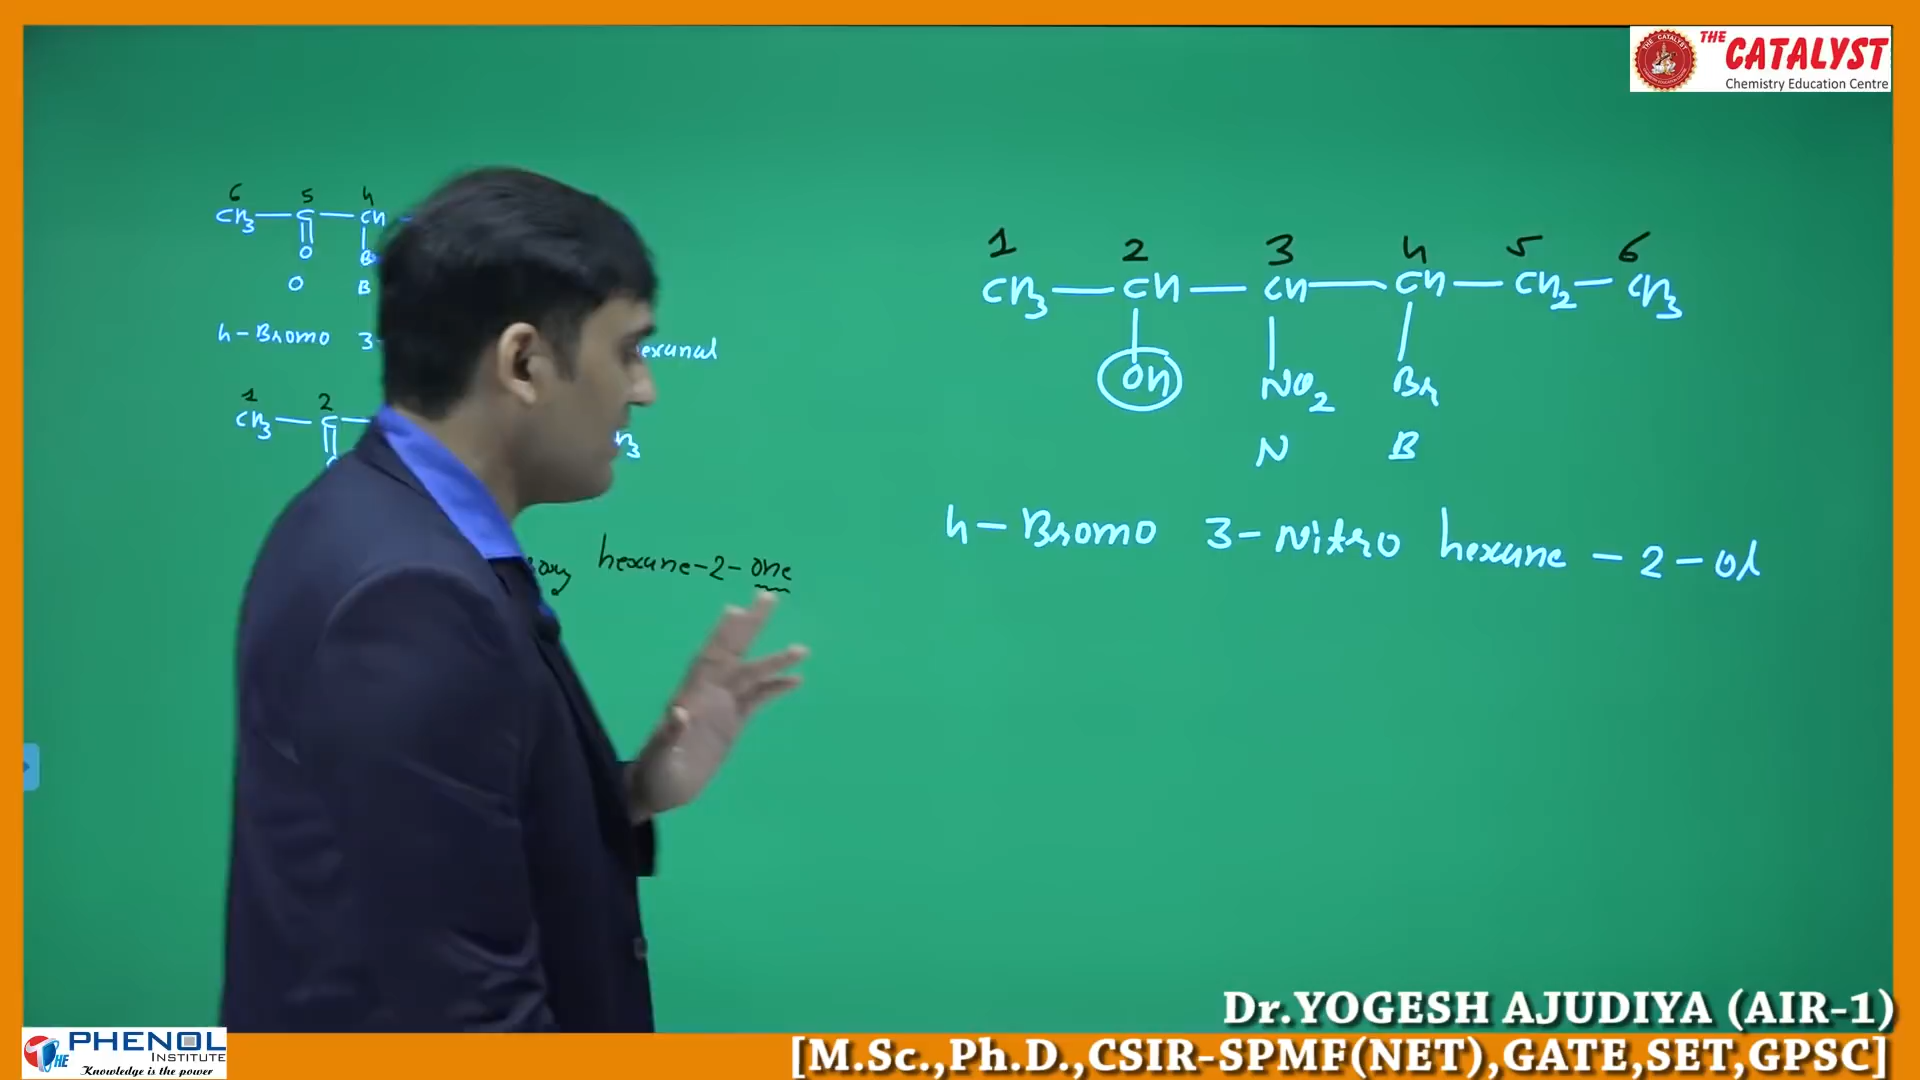 THE
CATALYST
Chemistry Education Centre
6 5 4
CH3—C—CH
O Br
O B
4-Bromo 3- exanal
1 2
CH3—C—
hexane-2-one
1 2 3 4 5 6
CH3—CH—CH—CH—CH2—CH3
OH NO2 Br
N B
4-Bromo 3-Nitro hexane-2-ol
Dr.YOGESH AJUDIYA (AIR-1)
[M.Sc.,Ph.D.,CSIR-SPMF(NET),GATE,SET,GPSC]
THE PHENOL
INSTITUTE
Knowledge is the power